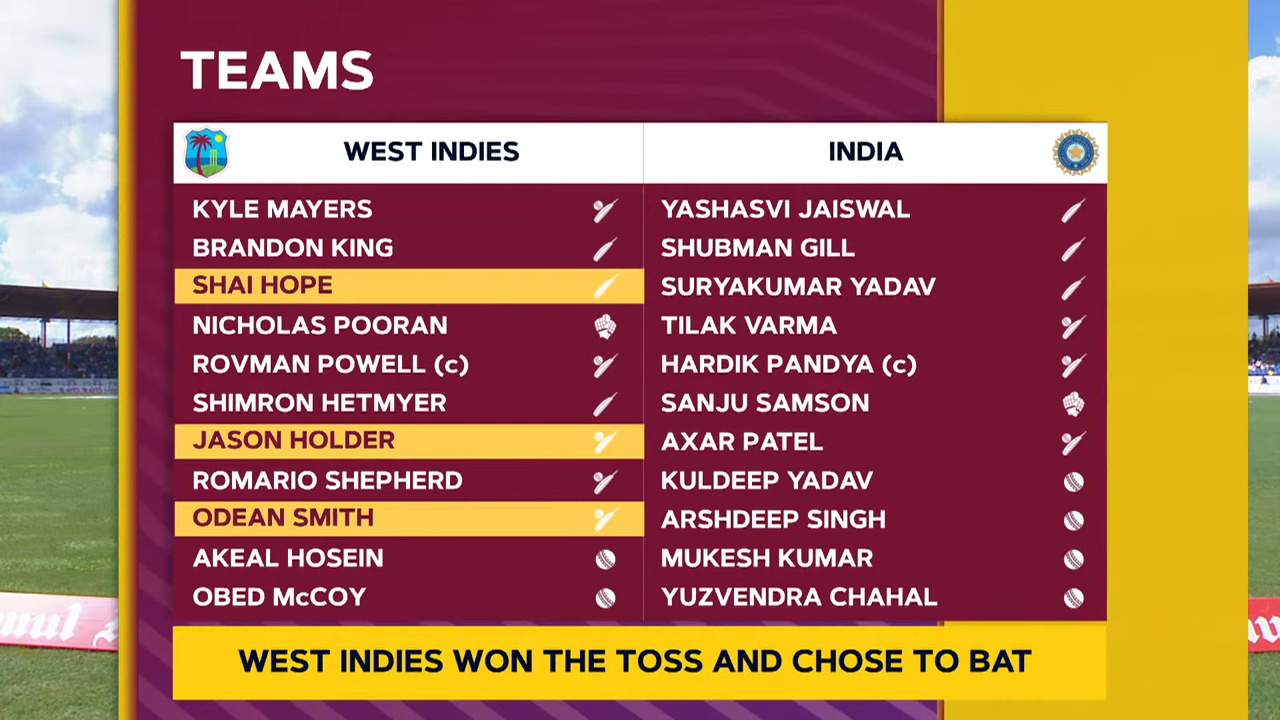 TEAMS
WEST INDIES
INDIA
KYLE MAYERS
YASHASVI JAISWAL
BRANDON KING
SHUBMAN GILL
SHAI HOPE
SURYAKUMAR YADAV
NICHOLAS POORAN
TILAK VARMA
ROVMAN POWELL (c)
HARDIK PANDYA (c)
SHIMRON HETMYER
SANJU SAMSON
JASON HOLDER
AXAR PATEL
ROMARIO SHEPHERD
KULDEEP YADAV
ODEAN SMITH
ARSHDEEP SINGH
AKEAL HOSEIN
MUKESH KUMAR
OBED McCOY
YUZVENDRA CHAHAL
WEST INDIES WON THE TOSS AND CHOSE TO BAT